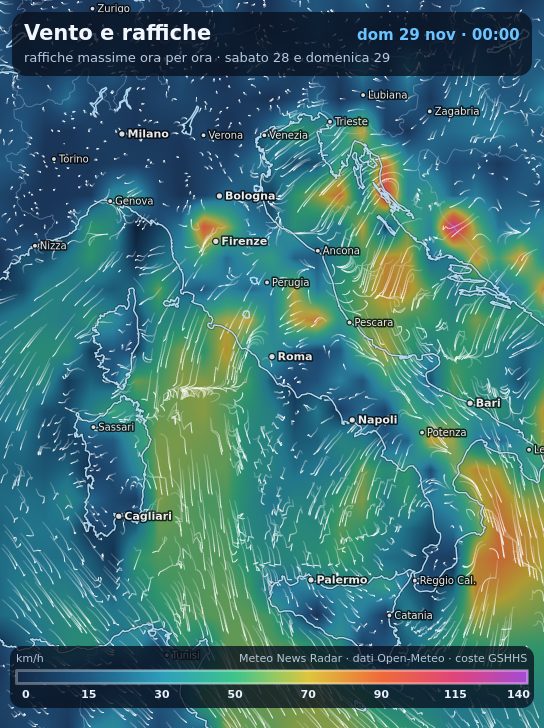 Zurigo
Vento e raffiche
dom 29 nov · 00:00
raffiche massime ora per ora · sabato 28 e domenica 29
Lubiana
Zagabria
Trieste
Milano
Verona
Venezia
Torino
Genova
Bologna
Nizza
Firenze
Ancona
Perugia
Pescara
Roma
Bari
Sassari
Napoli
Potenza
Le
Cagliari
Palermo
Reggio Cal.
Catania
Tunisi
km/h
Meteo News Radar · dati Open-Meteo · coste GSHHS
0 15 30 50 70 90 115 140